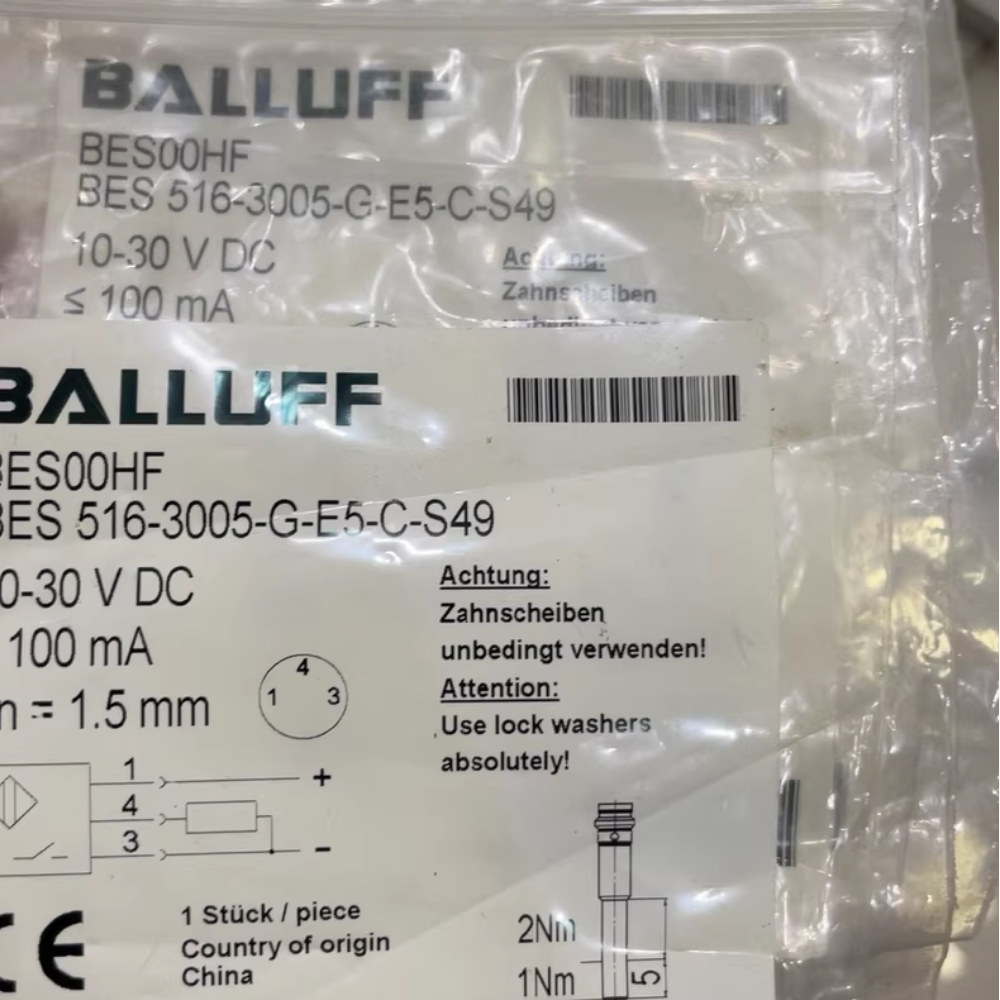 BALLUFF
BES00HF
BES 516-3005-G-E5-C-S49
10-30 V DC
≤ 100 mA
Zahnscheiben
BALLUFF
BES00HF
BES 516-3005-G-E5-C-S49
0-30 V DC
100 mA
n = 1.5 mm
4
1 3
Achtung:
Zahnscheiben
unbedingt verwenden!
Attention:
Use lock washers
absolutely!
1 +
4
3 -
CE
1 Stück / piece
Country of origin
China
2Nm
1Nm
5